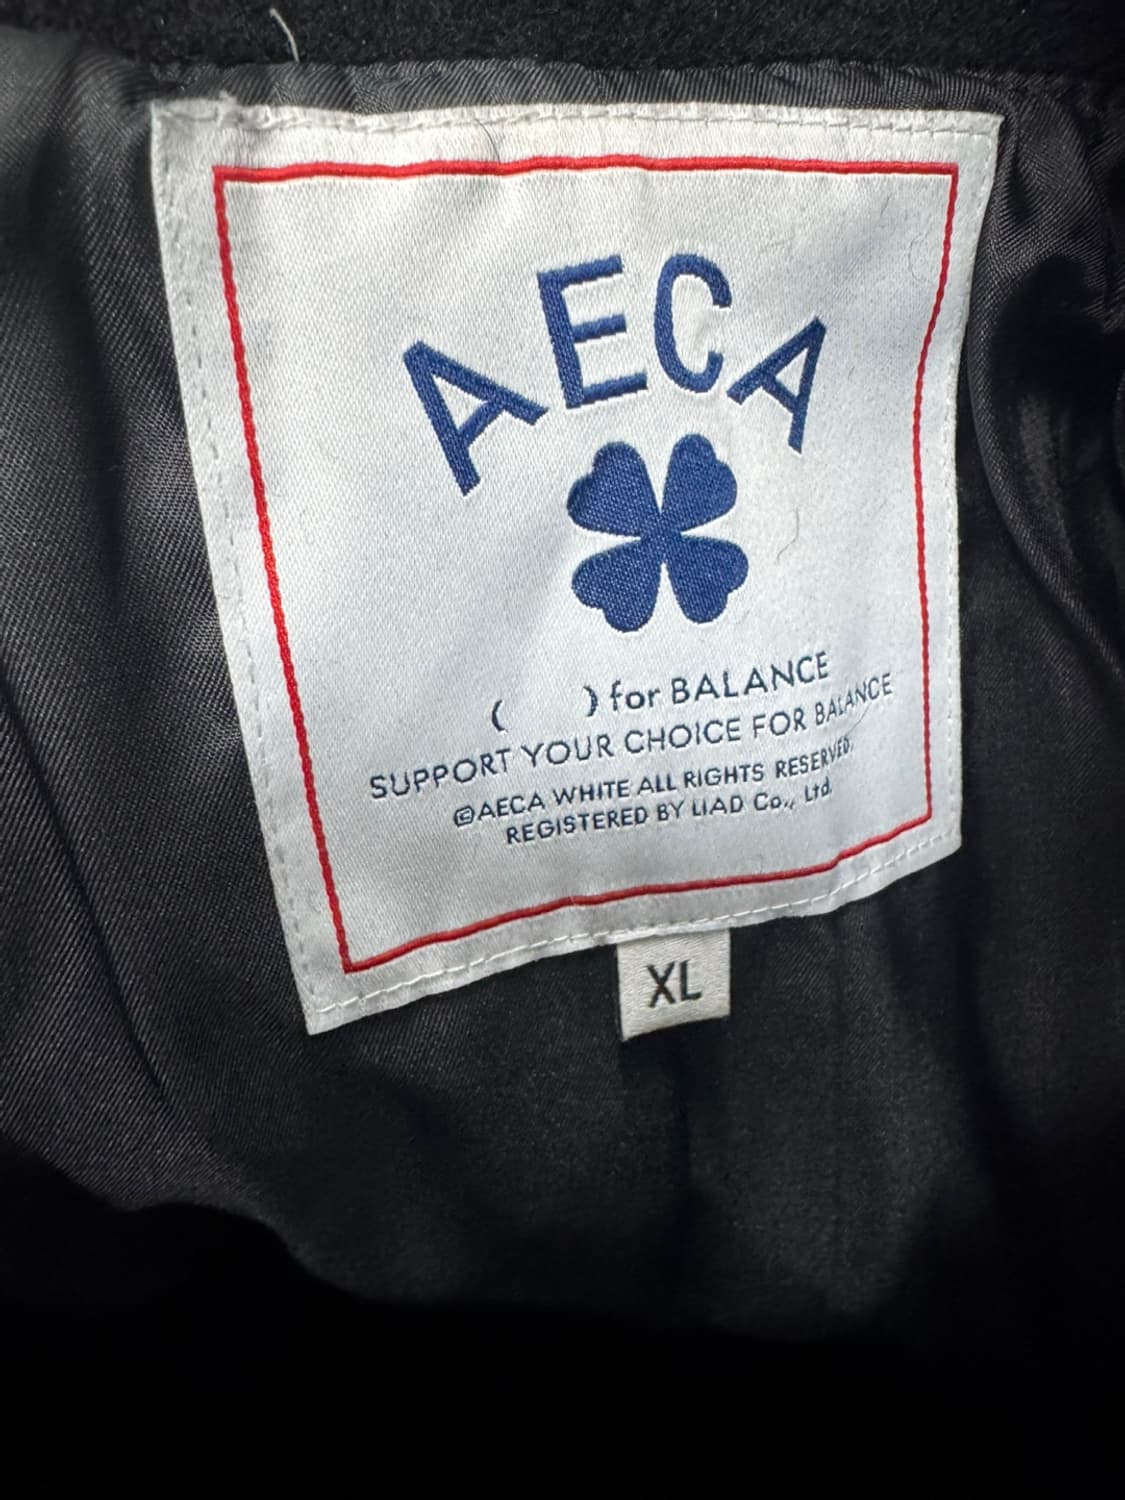 AECA
( ) for BALANCE
SUPPORT YOUR CHOICE FOR BALANCE
©AECA WHITE ALL RIGHTS RESERVED.
REGISTERED BY LIAD Co., Ltd.
XL